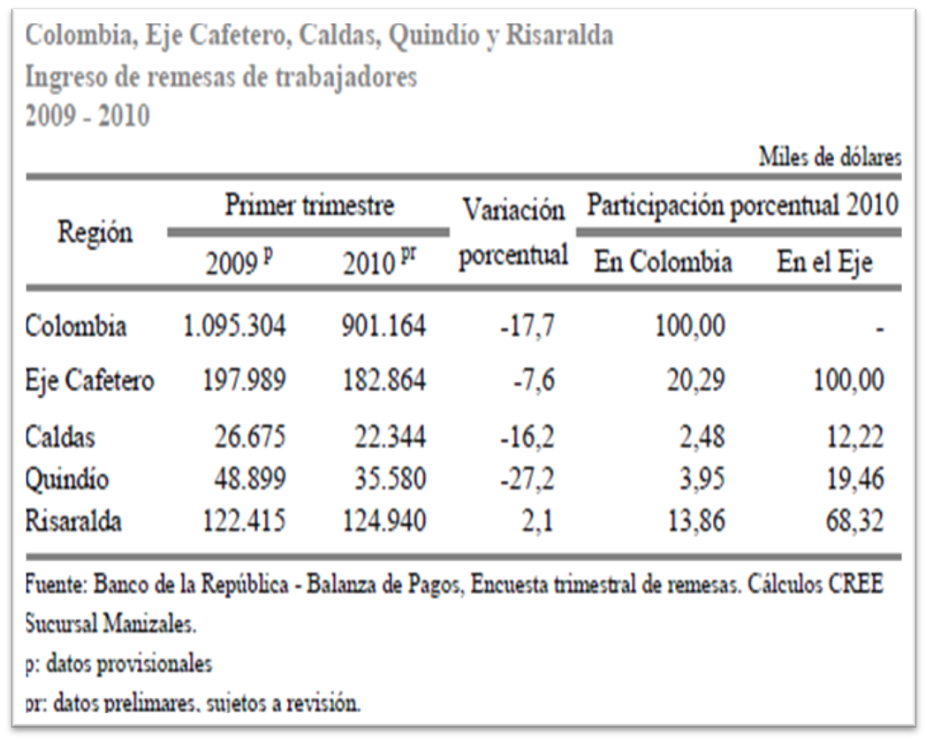 Colombia, Eje Cafetero, Caldas, Quindío y Risaralda
Ingreso de remesas de trabajadores
2009 - 2010
Miles de dólares
Región Primer trimestre Variación porcentual Participación porcentual 2010
2009 p 2010 pr En Colombia En el Eje
Colombia 1.095.304 901.164 -17,7 100,00 -
Eje Cafetero 197.989 182.864 -7,6 20,29 100,00
Caldas 26.675 22.344 -16,2 2,48 12,22
Quindío 48.899 35.580 -27,2 3,95 19,46
Risaralda 122.415 124.940 2,1 13,86 68,32
Fuente: Banco de la República - Balanza de Pagos, Encuesta trimestral de remesas. Cálculos CREE
Sucursal Manizales.
p: datos provisionales
pr: datos prelimares, sujetos a revisión.